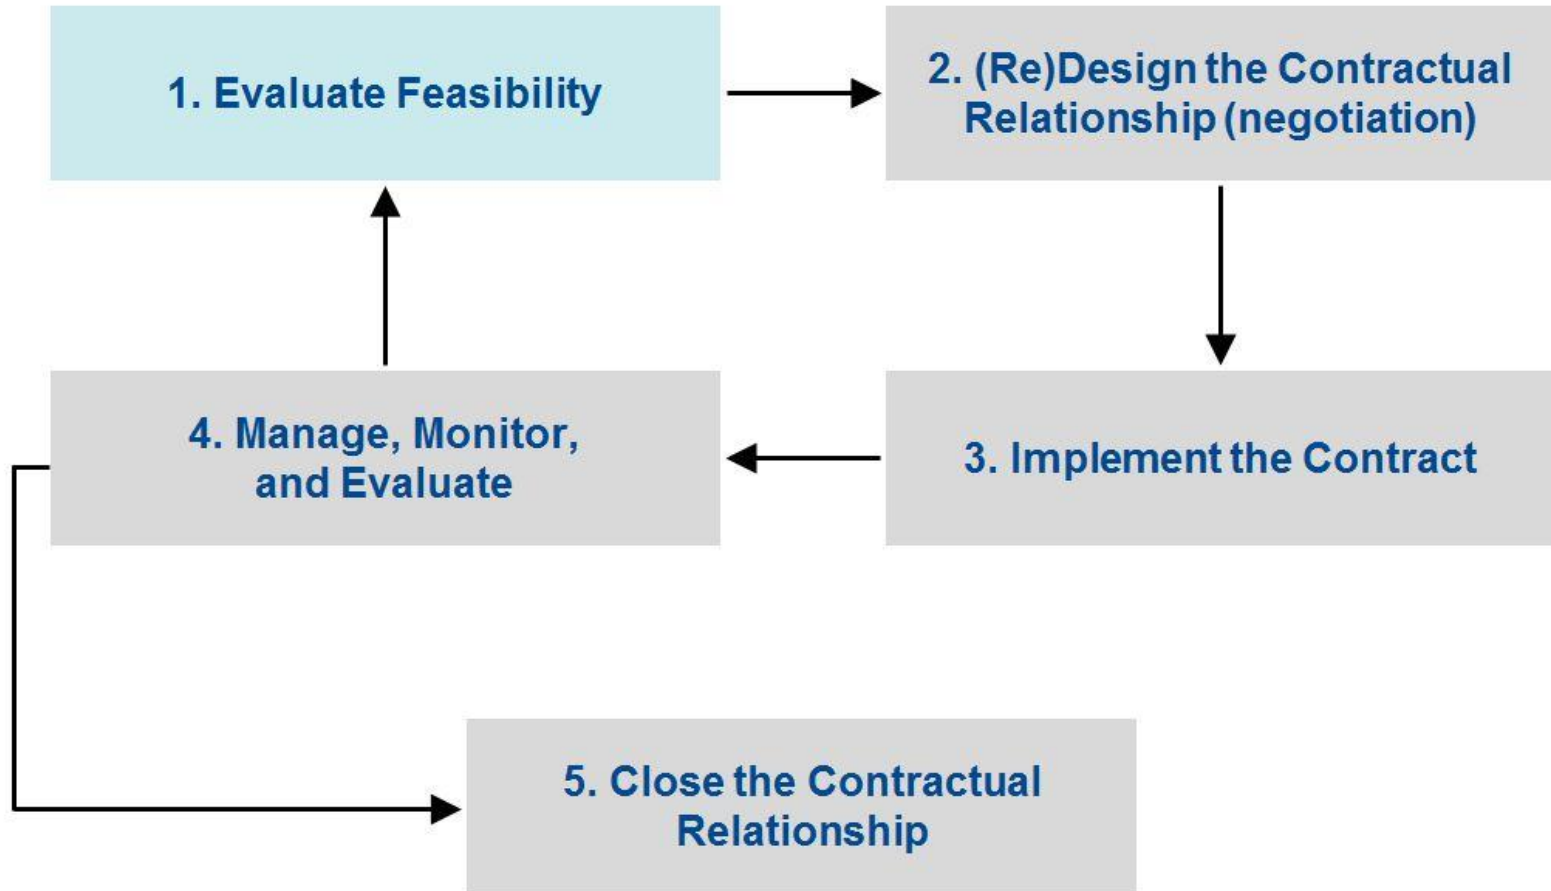 1. Evaluate Feasibility
2. (Re)Design the Contractual
Relationship (negotiation)
4. Manage, Monitor,
and Evaluate
3. Implement the Contract
5. Close the Contractual
Relationship